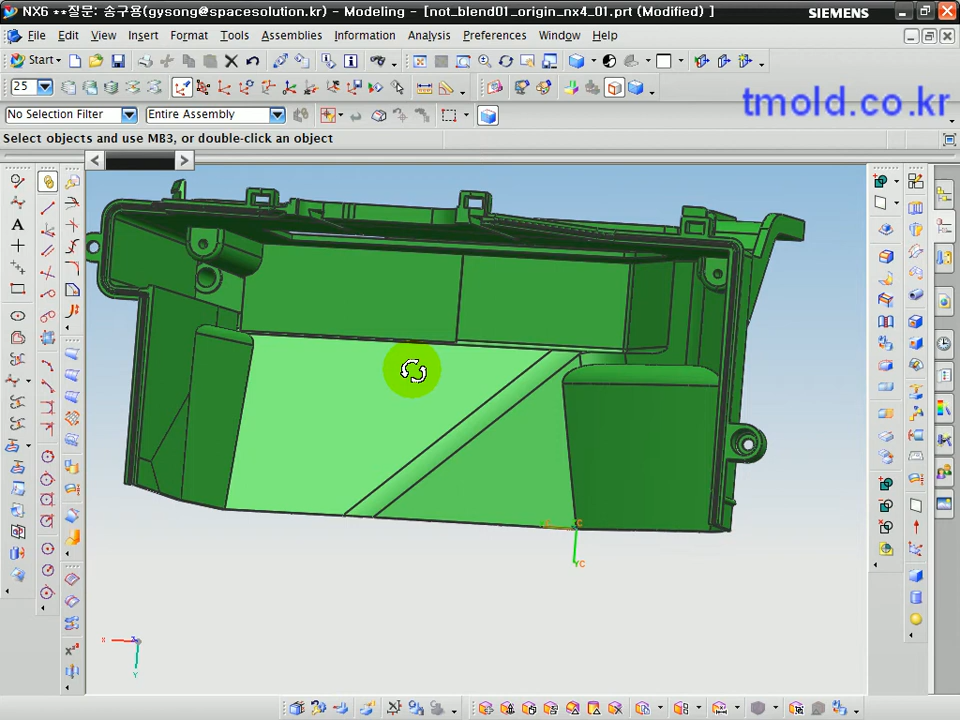 NX6 **질문: 송구용(gysong@spacesolution.kr) - Modeling - [not_blend01_origin_nx4_01.prt (Modified) ]
SIEMENS
File Edit View Insert Format Tools Assemblies Information Analysis Preferences Window Help
Start
25
tmold.co.kr
No Selection Filter
Entire Assembly
Select objects and use MB3, or double-click an object
YC
X
Z
Y